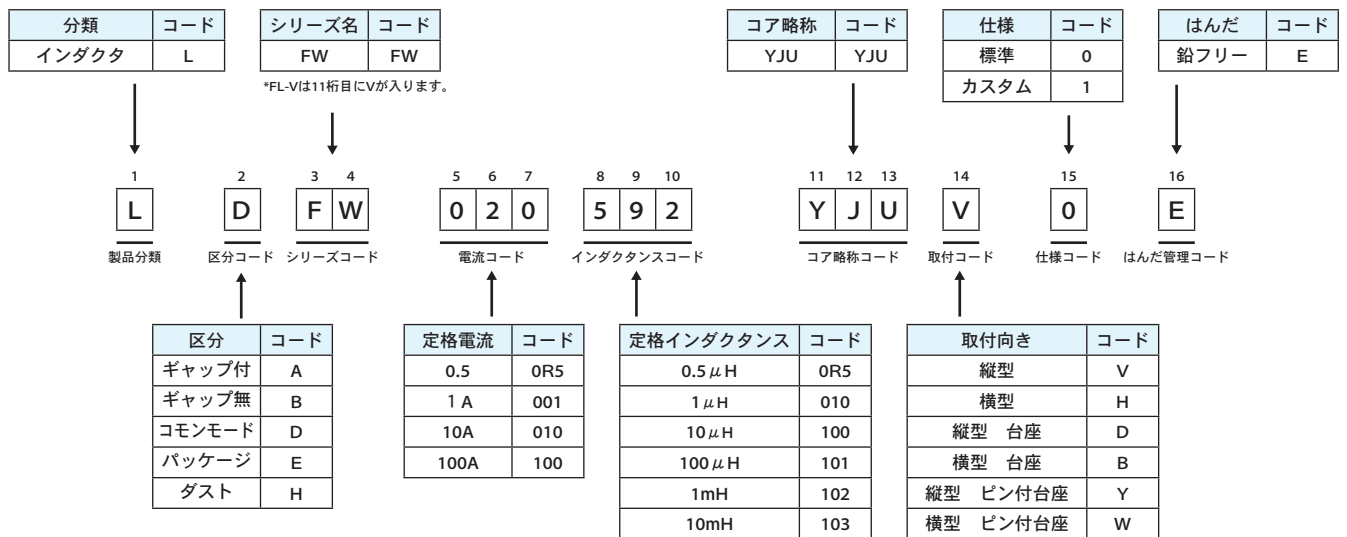 分類 コード
インダクタ L
シリーズ名 コード
FW FW
*FL-Vは11桁目にVが入ります。
コア略称 コード
YJU YJU
仕様 コード
標準 0
カスタム 1
はんだ コード
鉛フリー E
1 2 3 4 5 6 7 8 9 10 11 12 13 14 15 16
L D F W 0 2 0 5 9 2 Y J U V 0 E
製品分類 区分コード シリーズコード 電流コード インダクタンスコード コア略称コード 取付コード 仕様コード はんだ管理コード
区分 コード
ギャップ付 A
ギャップ無 B
コモンモード D
パッケージ E
ダスト H
定格電流 コード
0.5 0R5
1 A 001
10A 010
100A 100
定格インダクタンス コード
0.5μH 0R5
1μH 010
10μH 100
100μH 101
1mH 102
10mH 103
取付向き コード
縦型 V
横型 H
縦型 台座 D
横型 台座 B
縦型 ピン付台座 Y
横型 ピン付台座 W